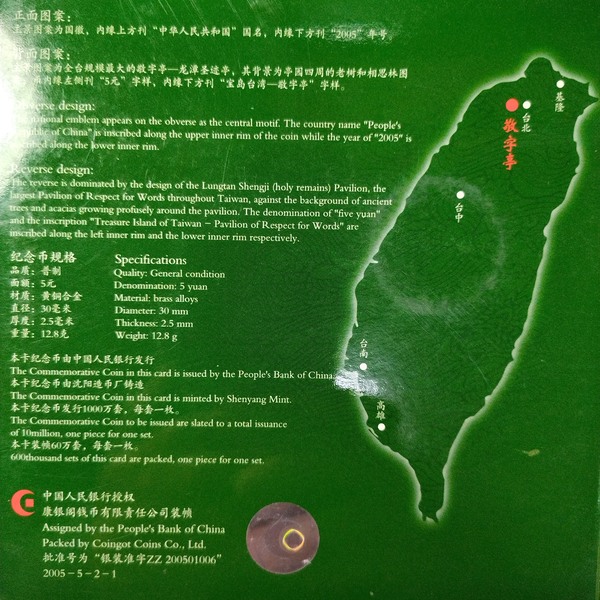 正面图案：
主景图案为国徽，内缘上方刊“中华人民共和国”国名，内缘下方刊“2005”年号。
背面图案：
图案为全台规模最大的敬字亭—龙潭圣迹亭，其背景为亭园四周的老树和相思林图
内缘左侧刊“5元”字样，内缘下方刊“宝岛台湾—敬字亭”字样。
Obverse design:
The national emblem appears on the obverse as the central motif. The country name "People's
Republic of China" is inscribed along the upper inner rim of the coin while the year of "2005" is
inscribed along the lower inner rim.
Reverse design:
The reverse is dominated by the design of the Lungtan Shengji (holy remains) Pavilion, the
largest Pavilion of Respect for Words throughout Taiwan, against the background of ancient
trees and acacias growing profusely around the pavilion. The denomination of "five yuan"
and the inscription "Treasure Island of Taiwan - Pavilion of Respect for Words" are
inscribed along the left inner rim and the lower inner rim respectively.
纪念币规格
品质：普制
面额：5元
材质：黄铜合金
直径：30毫米
厚度：2.5毫米
重量：12.8克
Specifications
Quality: General condition
Denomination: 5 yuan
Material: brass alloys
Diameter: 30 mm
Thickness: 2.5 mm
Weight: 12.8 g
本卡纪念币由中国人民银行发行
The Commemorative Coin in this card is issued by the People's Bank of China.
本卡纪念币由沈阳造币厂铸造
The Commemorative Coin in this card is minted by Shenyang Mint.
本卡纪念币发行1000万套，每套一枚。
The Commemorative Coin to be issued are slated to a total issuance
of 10million, one piece for one set.
本卡装帧60万套，每套一枚。
600thousand sets of this card are packed, one piece for one set.
中国人民银行授权
康银阁钱币有限责任公司装帧
Assigned by the People's Bank of China
Packed by Coingot Coins Co., Ltd.
批准号为“银装准字ZZ 200501006”
2005-5-2-1
基隆
台北
敬字亭
台中
台南
高雄